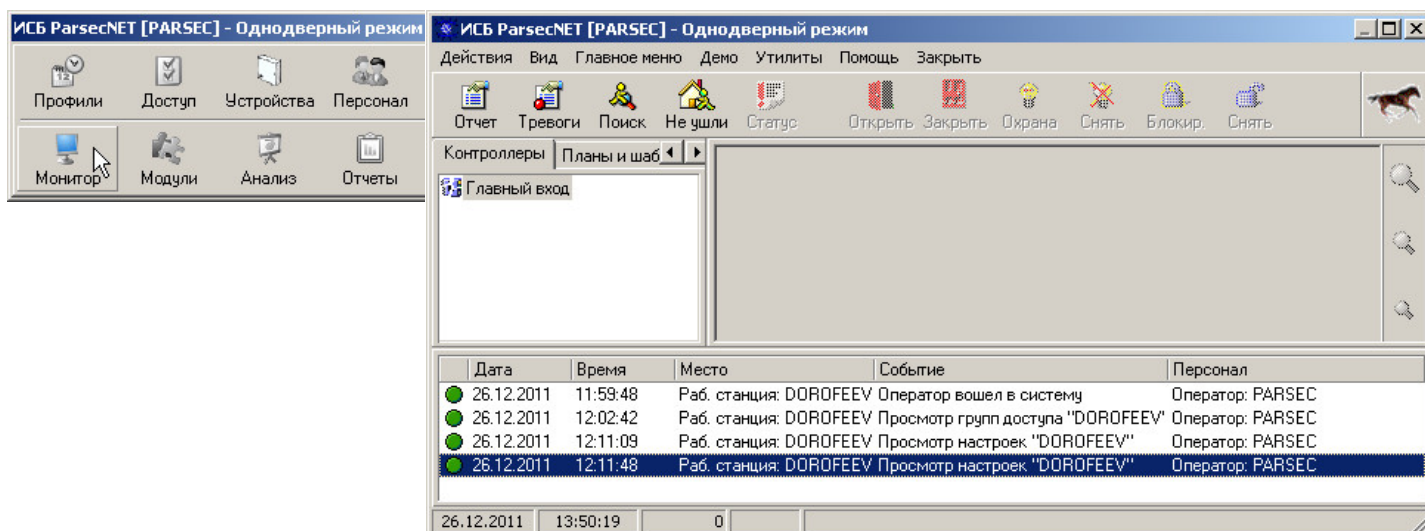 ИСБ ParsecNET [PARSEC] - Однодверный режим
Профили Доступ Устройства Персонал
Монитор Модули Анализ Отчеты
ИСБ ParsecNET [PARSEC] - Однодверный режим
Действия Вид Главное меню Демо Утилиты Помощь Закрыть
Отчет Тревоги Поиск Не ушли Статус Открыть Закрыть Охрана Снять Блокир. Снять
Контроллеры Планы и шаб
Главный вход
Дата Время Место Событие Персонал
26.12.2011 11:59:48 Раб. станция: DOROFEEV Оператор вошел в систему Оператор: PARSEC
26.12.2011 12:02:42 Раб. станция: DOROFEEV Просмотр групп доступа "DOROFEEV" Оператор: PARSEC
26.12.2011 12:11:09 Раб. станция: DOROFEEV Просмотр настроек "DOROFEEV" Оператор: PARSEC
26.12.2011 12:11:48 Раб. станция: DOROFEEV Просмотр настроек "DOROFEEV" Оператор: PARSEC
26.12.2011 13:50:19 0